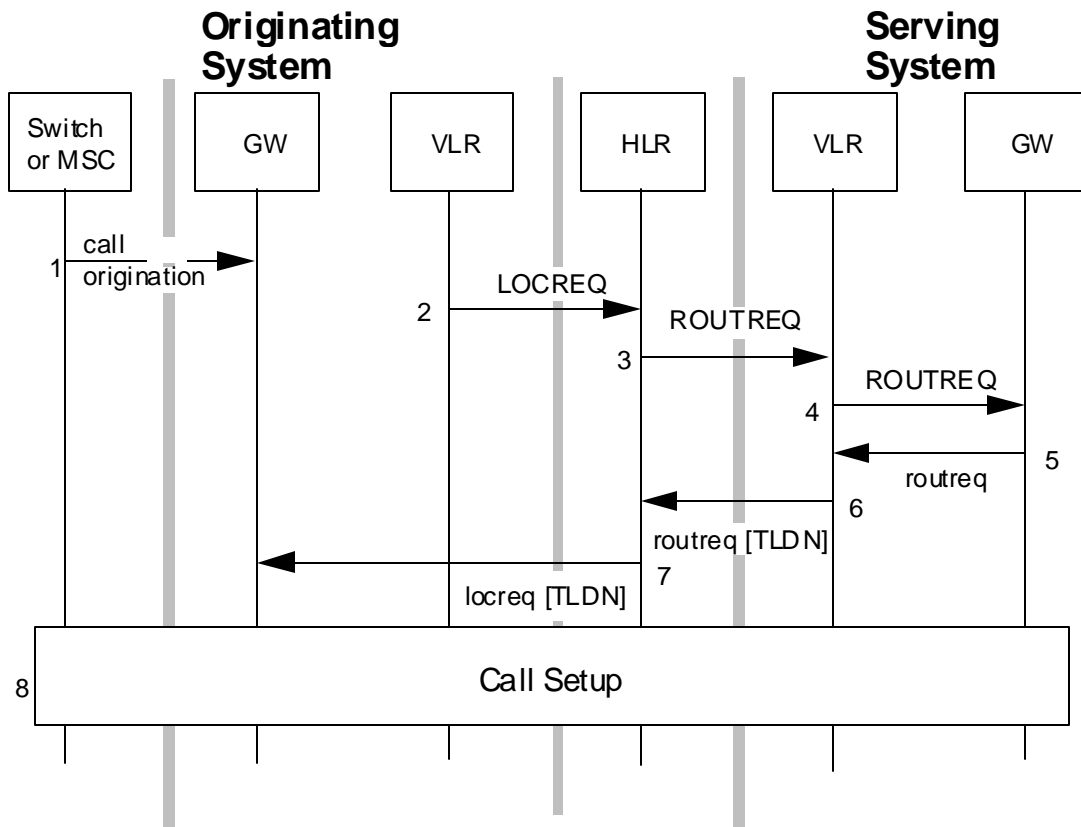 Originating
System
Serving
System
Switch
or MSC
GW
VLR
HLR
VLR
GW
1
call
origination
2
LOCREQ
3
ROUTREQ
4
ROUTREQ
5
routreq
6
routreq [TLDN]
7
locreq [TLDN]
8
Call Setup